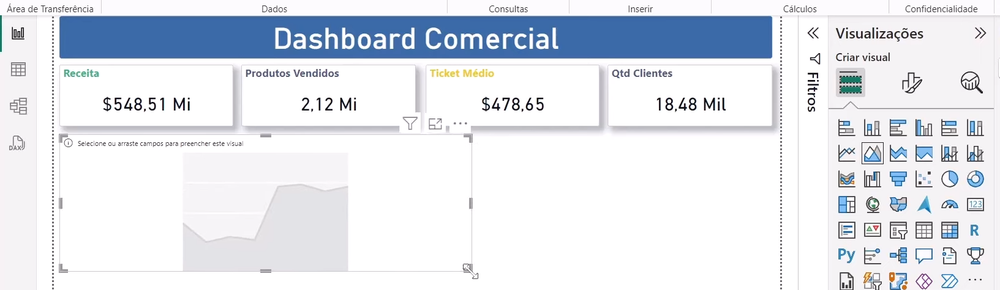 Área de Transferência Dados Consultas Inserir Cálculos Confidencialidade
Dashboard Comercial
Receita
$548,51 Mi
Produtos Vendidos
2,12 Mi
Ticket Médio
$478,65
Qtd Clientes
18,48 Mil
Selecione ou arraste campos para preencher este visual
Filtros
Visualizações
Criar visual
123
R
Py
DAX